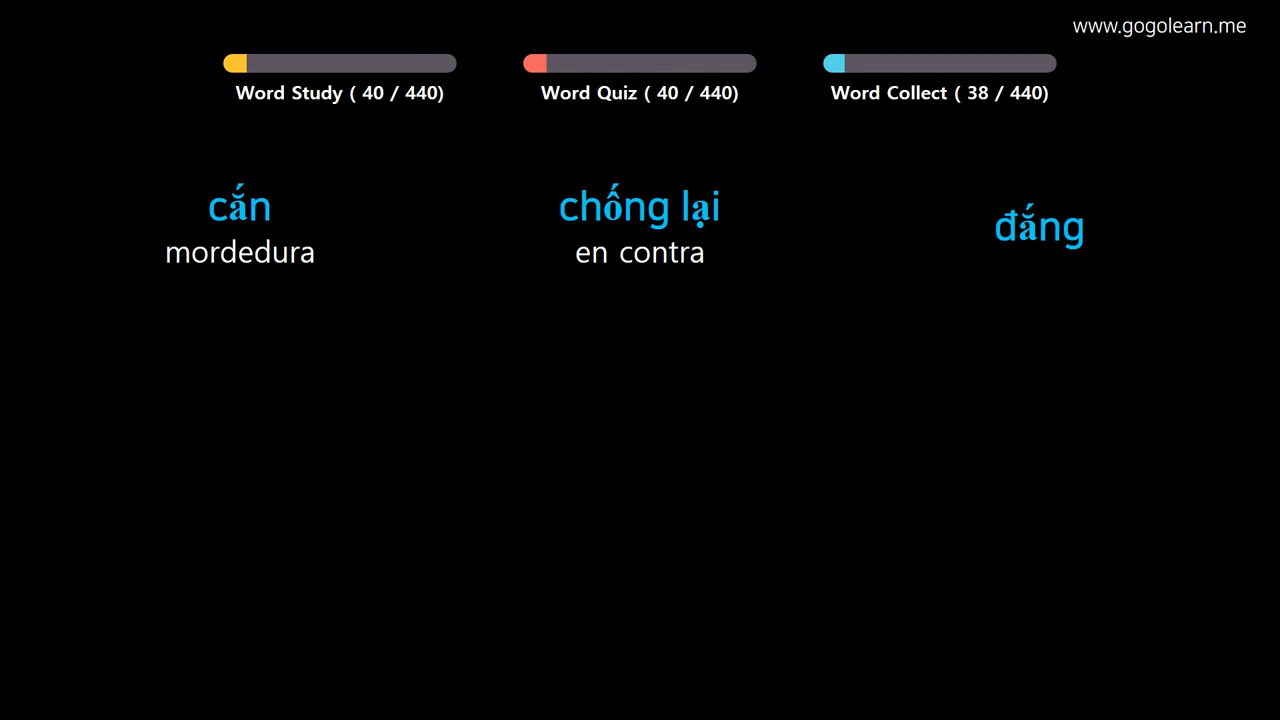 www.gogolearn.me
Word Study ( 40 / 440)
Word Quiz ( 40 / 440)
Word Collect ( 38 / 440)
cắn
mordedura
chống lại
en contra
đắng